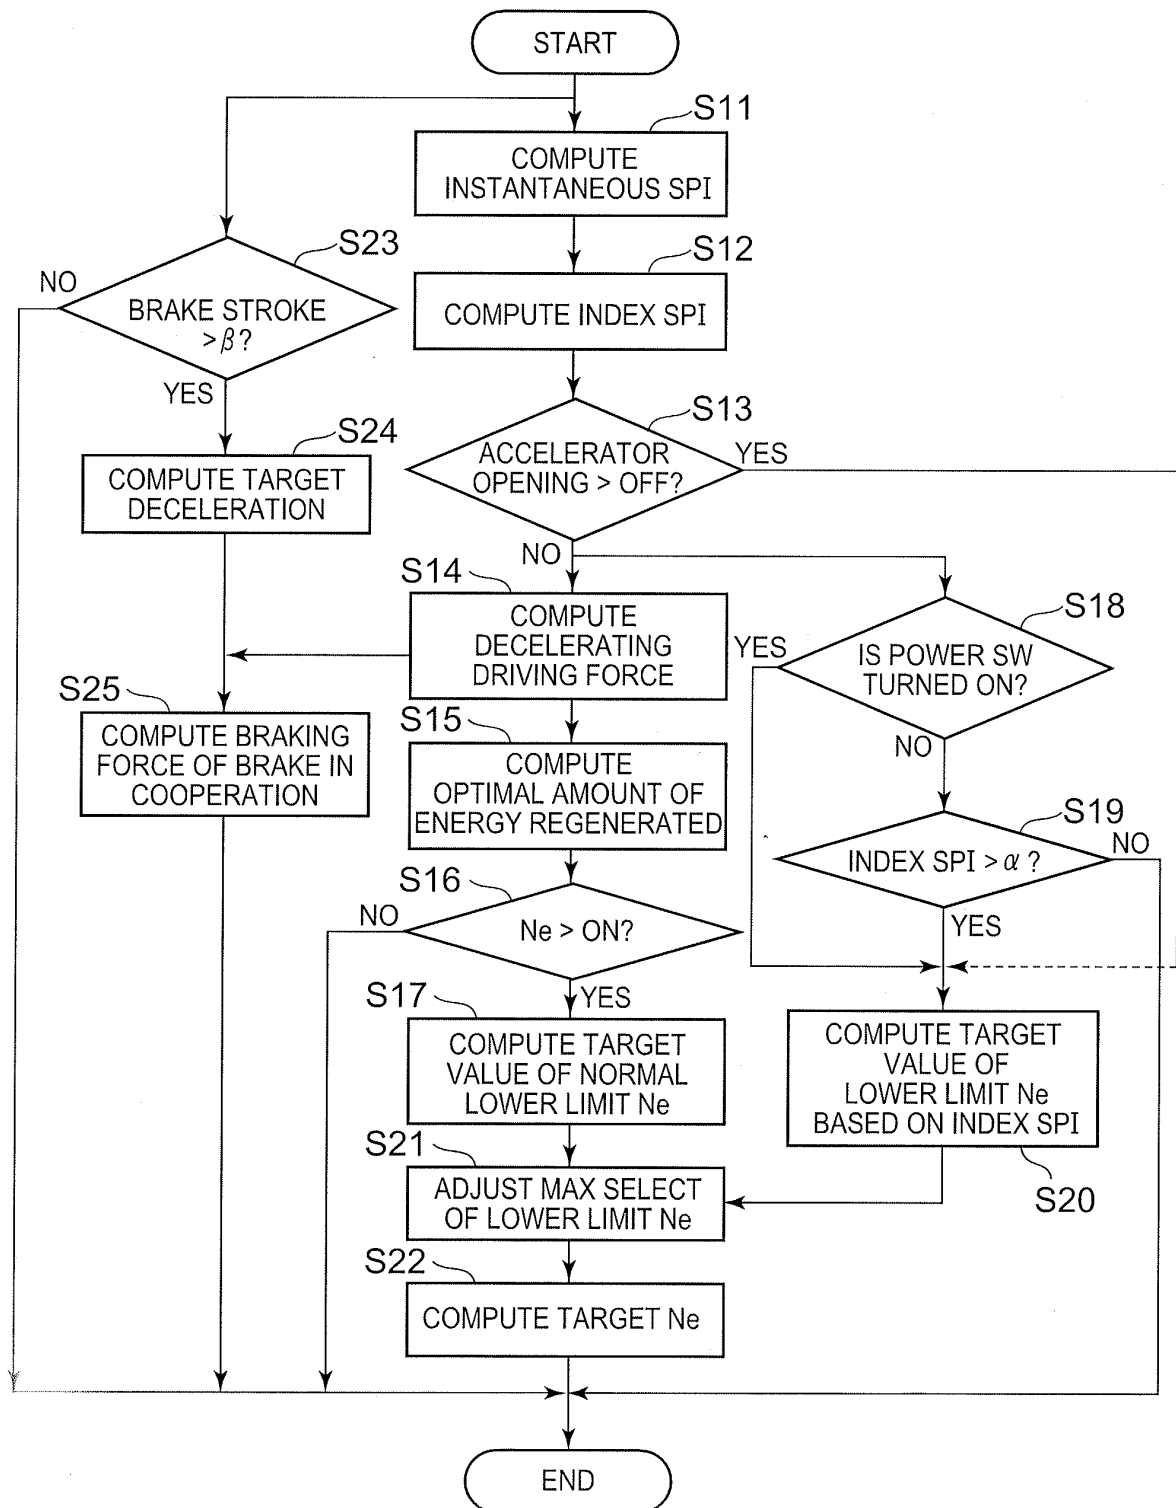 START
S11
COMPUTE
INSTANTANEOUS SPI
S23
S12
NO
BRAKE STROKE
>β?
COMPUTE INDEX SPI
YES
S13
S24
ACCELERATOR
OPENING > OFF?
YES
COMPUTE TARGET
DECELERATION
NO
S14
COMPUTE
DECELERATING
DRIVING FORCE
S18
YES
IS POWER SW
TURNED ON?
NO
S25
COMPUTE BRAKING
FORCE OF BRAKE IN
COOPERATION
S15
COMPUTE
OPTIMAL AMOUNT OF
ENERGY REGENERATED
S19
INDEX SPI > α ?
NO
YES
S16
NO
Ne > ON?
YES
S17
COMPUTE TARGET
VALUE OF NORMAL
LOWER LIMIT Ne
COMPUTE TARGET
VALUE OF
LOWER LIMIT Ne
BASED ON INDEX SPI
S20
S21
ADJUST MAX SELECT
OF LOWER LIMIT Ne
S22
COMPUTE TARGET Ne
END